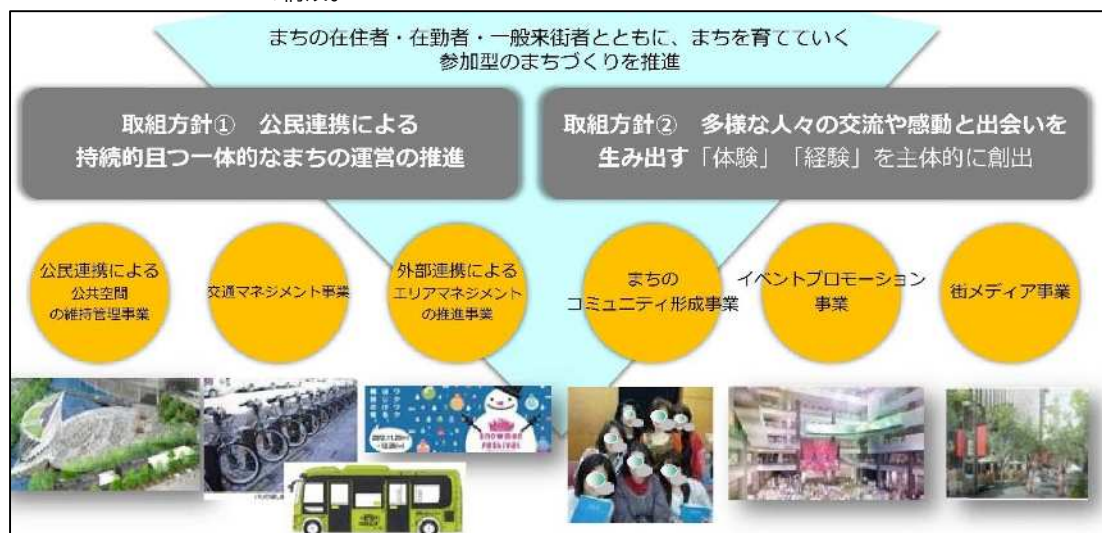 まちの在住者・在勤者・一般来街者とともに、まちを育てていく
参加型のまちづくりを推進
取組方針① 公民連携による
持続的且つ一体的なまちの運営の推進
取組方針② 多様な人々の交流や感動と出会いを
生み出す「体験」「経験」を主体的に創出
公民連携による
公共空間
の維持管理事業
交通マネジメント事業
外部連携による
エリアマネジメント
の推進事業
まちの
コミュニティ形成事業
イベントプロモーション
事業
街メディア事業
snowman
FESTIVAL